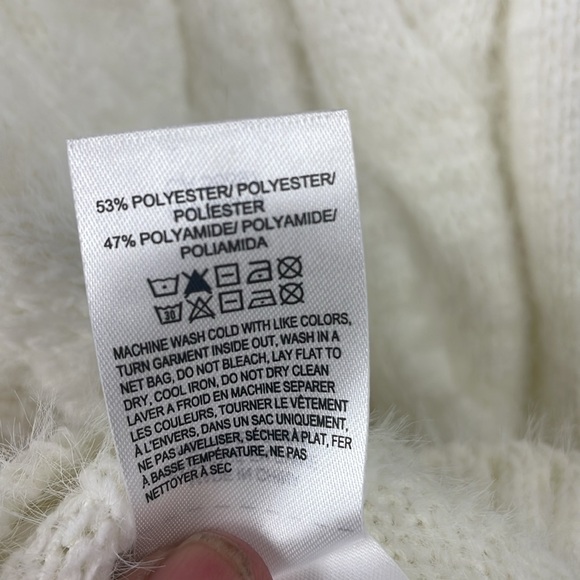 53% POLYESTER/ POLYESTER/
POLÍESTER
47% POLYAMIDE/ POLYAMIDE/
POLIAMIDA
30
MACHINE WASH COLD WITH LIKE COLORS,
TURN GARMENT INSIDE OUT, WASH IN A
NET BAG, DO NOT BLEACH, LAY FLAT TO
DRY, COOL IRON, DO NOT DRY CLEAN
LAVER A FROID EN MACHINE SEPARER
LES COULEURS, TOURNER LE VÊTEMENT
À L'ENVERS, DANS UN SAC UNIQUEMENT,
NE PAS JAVELLISER, SÉCHER À PLAT, FER
À BASSE TEMPÉRATURE, NE PAS
NETTOYER À SEC